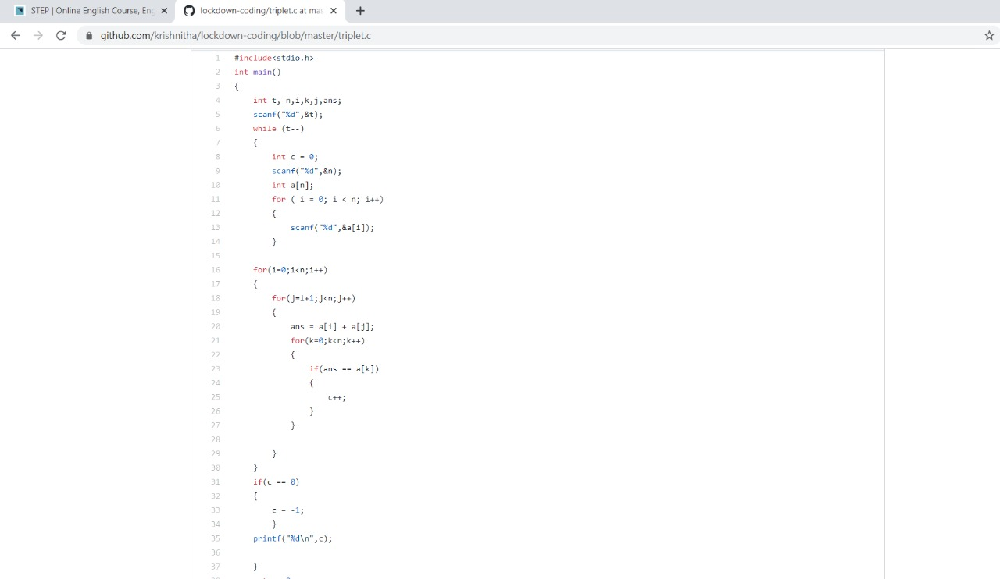 STEP | Online English Course, Eng
lockdown-coding/triplet.c at mas
github.com/krishnitha/lockdown-coding/blob/master/triplet.c
1 #include<stdio.h>
2 int main()
3 {
4 int t, n,i,k,j,ans;
5 scanf("%d",&t);
6 while (t--)
7 {
8 int c = 0;
9 scanf("%d",&n);
10 int a[n];
11 for ( i = 0; i < n; i++)
12 {
13 scanf("%d",&a[i]);
14 }
15
16 for(i=0;i<n;i++)
17 {
18 for(j=i+1;j<n;j++)
19 {
20 ans = a[i] + a[j];
21 for(k=0;k<n;k++)
22 {
23 if(ans == a[k])
24 {
25 c++;
26 }
27 }
28
29 }
30 }
31 if(c == 0)
32 {
33 c = -1;
34 }
35 printf("%d\n",c);
36
37 }